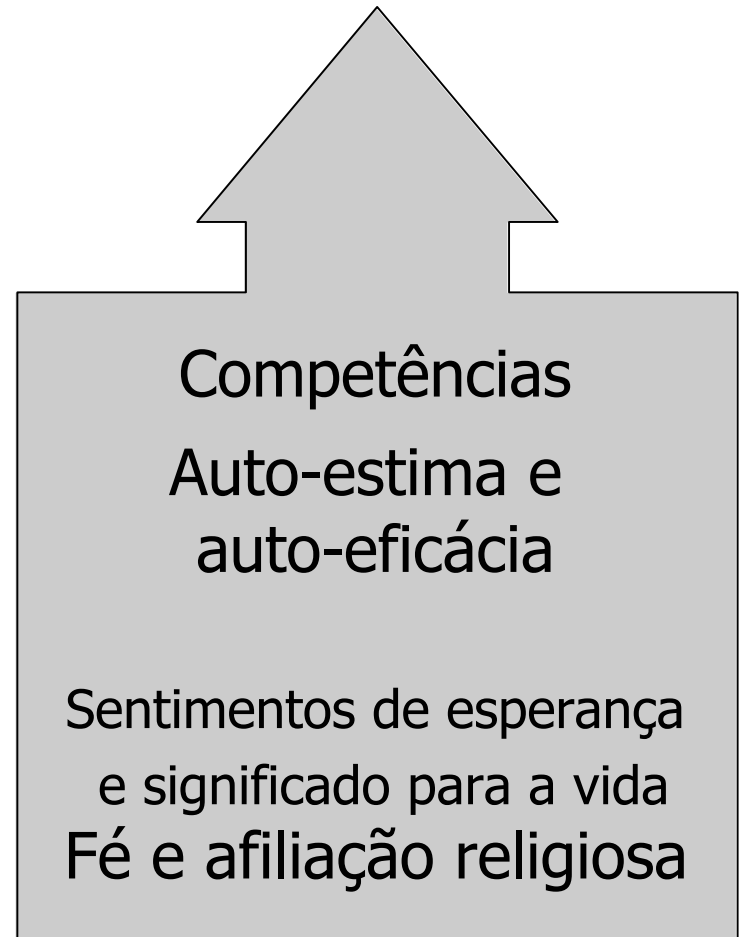 Competências
Auto-estima e
auto-eficácia
Sentimentos de esperança
e significado para a vida
Fé e afiliação religiosa